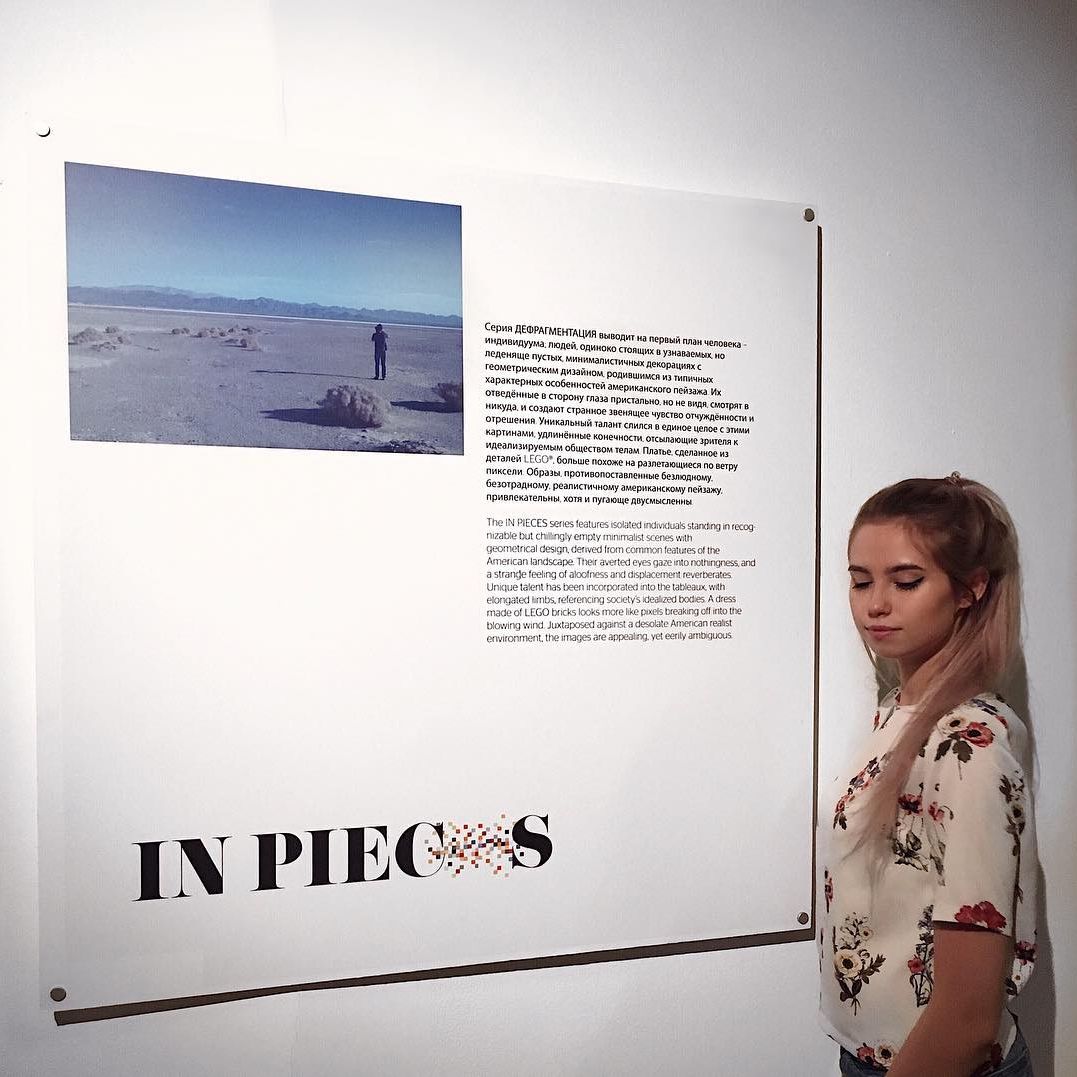 Серия ДЕФРАГМЕНТАЦИЯ выводит на первый план человека -
индивидуума, людей, одиноко стоящих в узнаваемых, но
леденяще пустых, минималистичных декорациях с
геометрическим дизайном, родившимся из типичных
характерных особенностей американского пейзажа. Их
отведённые в сторону глаза пристально, но не видя, смотрят в
никуда, и создают странное звенящее чувство отчуждённости и
отрешения. Уникальный талант слился в единое целое с этими
картинами, удлинённые конечности, отсылающие зрителя к
идеализируемым обществом телам. Платье, сделанное из
деталей LEGO®, больше похоже на разлетающиеся по ветру
пиксели. Образы, противопоставленные безлюдному,
безотрадному, реалистичному американскому пейзажу,
привлекательны, хотя и пугающе двусмысленны.
The IN PIECES series features isolated individuals standing in recog-
nizable but chillingly empty minimalist scenes with
geometrical design, derived from common features of the
American landscape. Their averted eyes gaze into nothingness, and
a strange feeling of aloofness and displacement reverberates.
Unique talent has been incorporated into the tableaux, with
elongated limbs, referencing society's idealized bodies. A dress
made of LEGO bricks looks more like pixels breaking off into the
blowing wind. Juxtaposed against a desolate American realist
environment, the images are appealing, yet eerily ambiguous.
IN PIECES